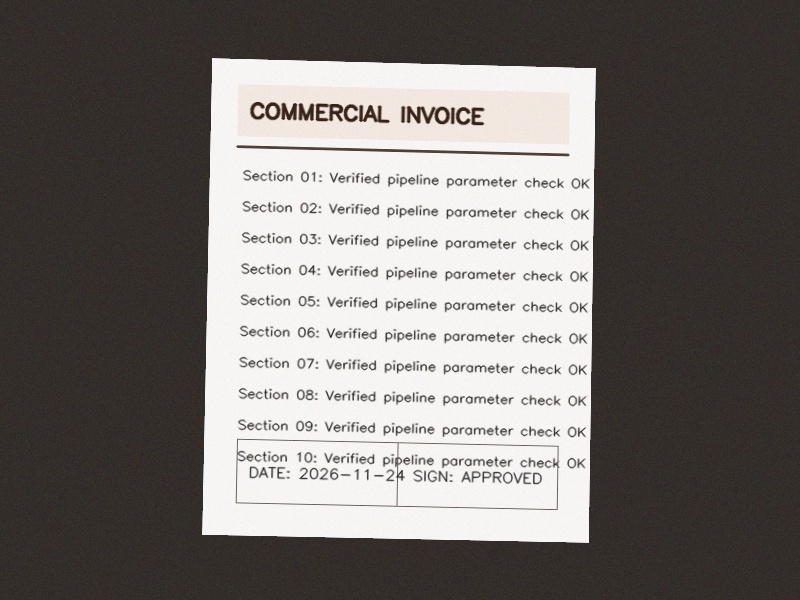 COMMERCIAL INVOICE
Section 01: Verified pipeline parameter check OK
Section 02: Verified pipeline parameter check OK
Section 03: Verified pipeline parameter check OK
Section 04: Verified pipeline parameter check OK
Section 05: Verified pipeline parameter check OK
Section 06: Verified pipeline parameter check OK
Section 07: Verified pipeline parameter check OK
Section 08: Verified pipeline parameter check OK
Section 09: Verified pipeline parameter check OK
Section 10: Verified pipeline parameter check OK
DATE: 2026-11-24 SIGN: APPROVED